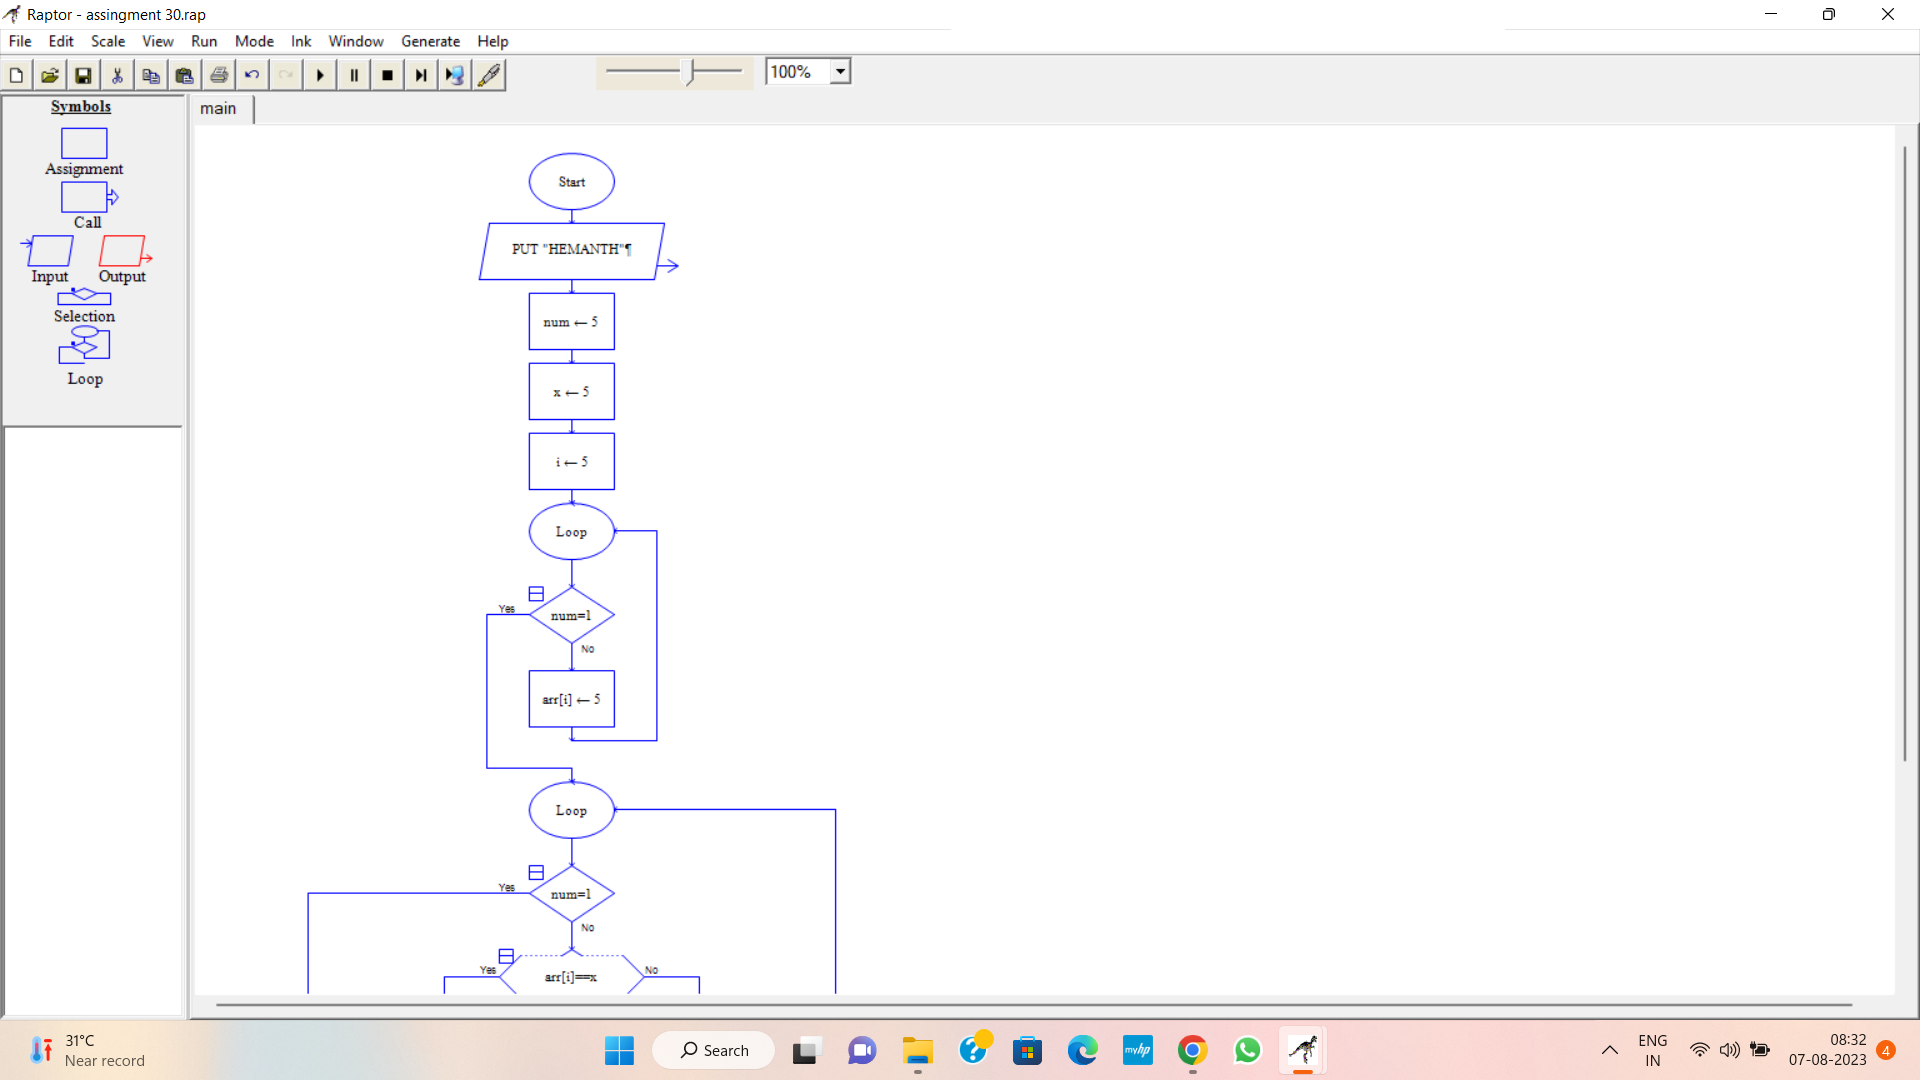 Raptor - assingment 30.rap
File Edit Scale View Run Mode Ink Window Generate Help
100%
Symbols
Assignment
Call
Input Output
Selection
Loop
main
Start
PUT "HEMANTH"¶
num ← 5
x ← 5
i ← 5
Loop
Yes
num=1
No
arr[i] ← 5
Loop
Yes
num=1
No
Yes
arr[i]==x
No
31°C
Near record
Search
myhp
ENG
IN
08:32
07-08-2023
4